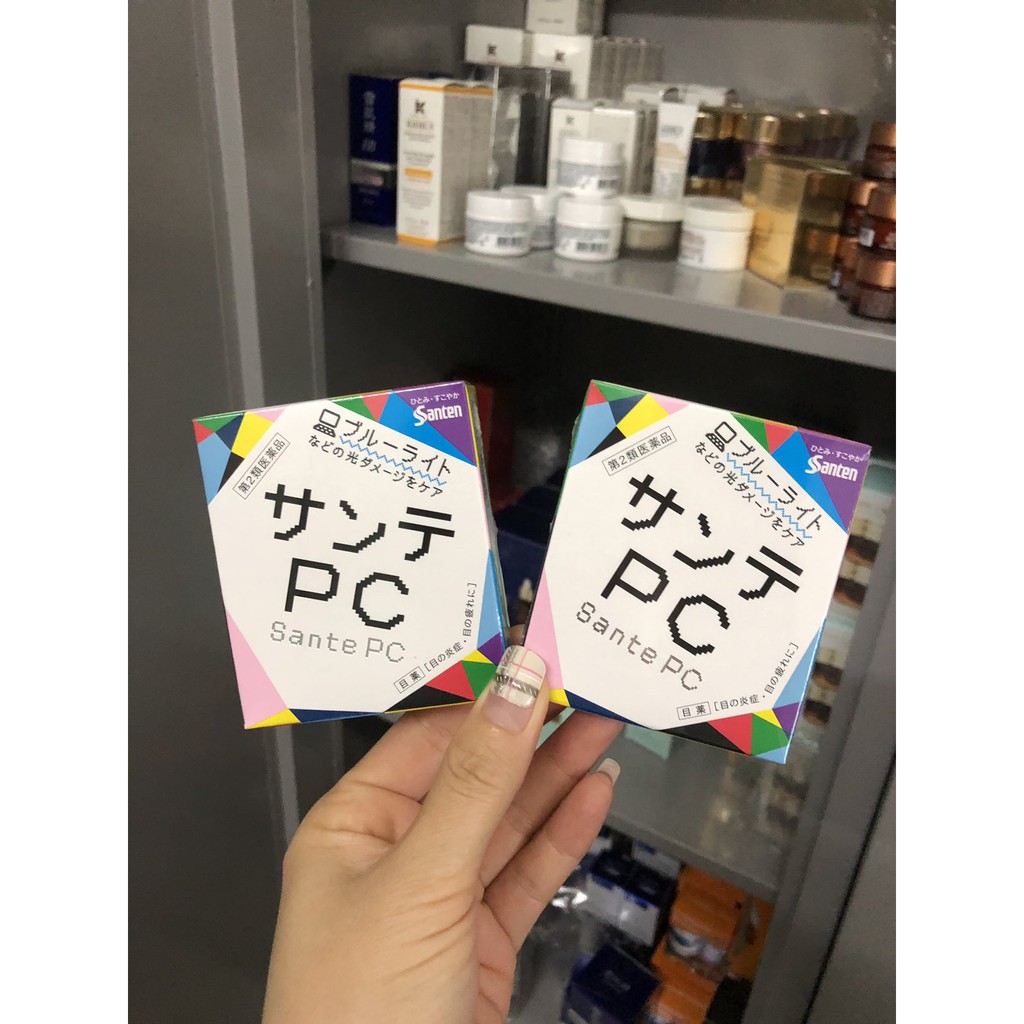 ひとみ・すこやか
Santen
ブルーライト
などの光ダメージをケア
第2類医薬品
サンテ
PC
Sante PC
目薬 [目の炎症・目の疲れに]
ひとみ・すこやか
Santen
ブルーライト
などの光ダメージをケア
第2類医薬品
サンテ
PC
Sante PC
目薬 [目の炎症・目の疲れに]
雪肌精
KIEHL'S